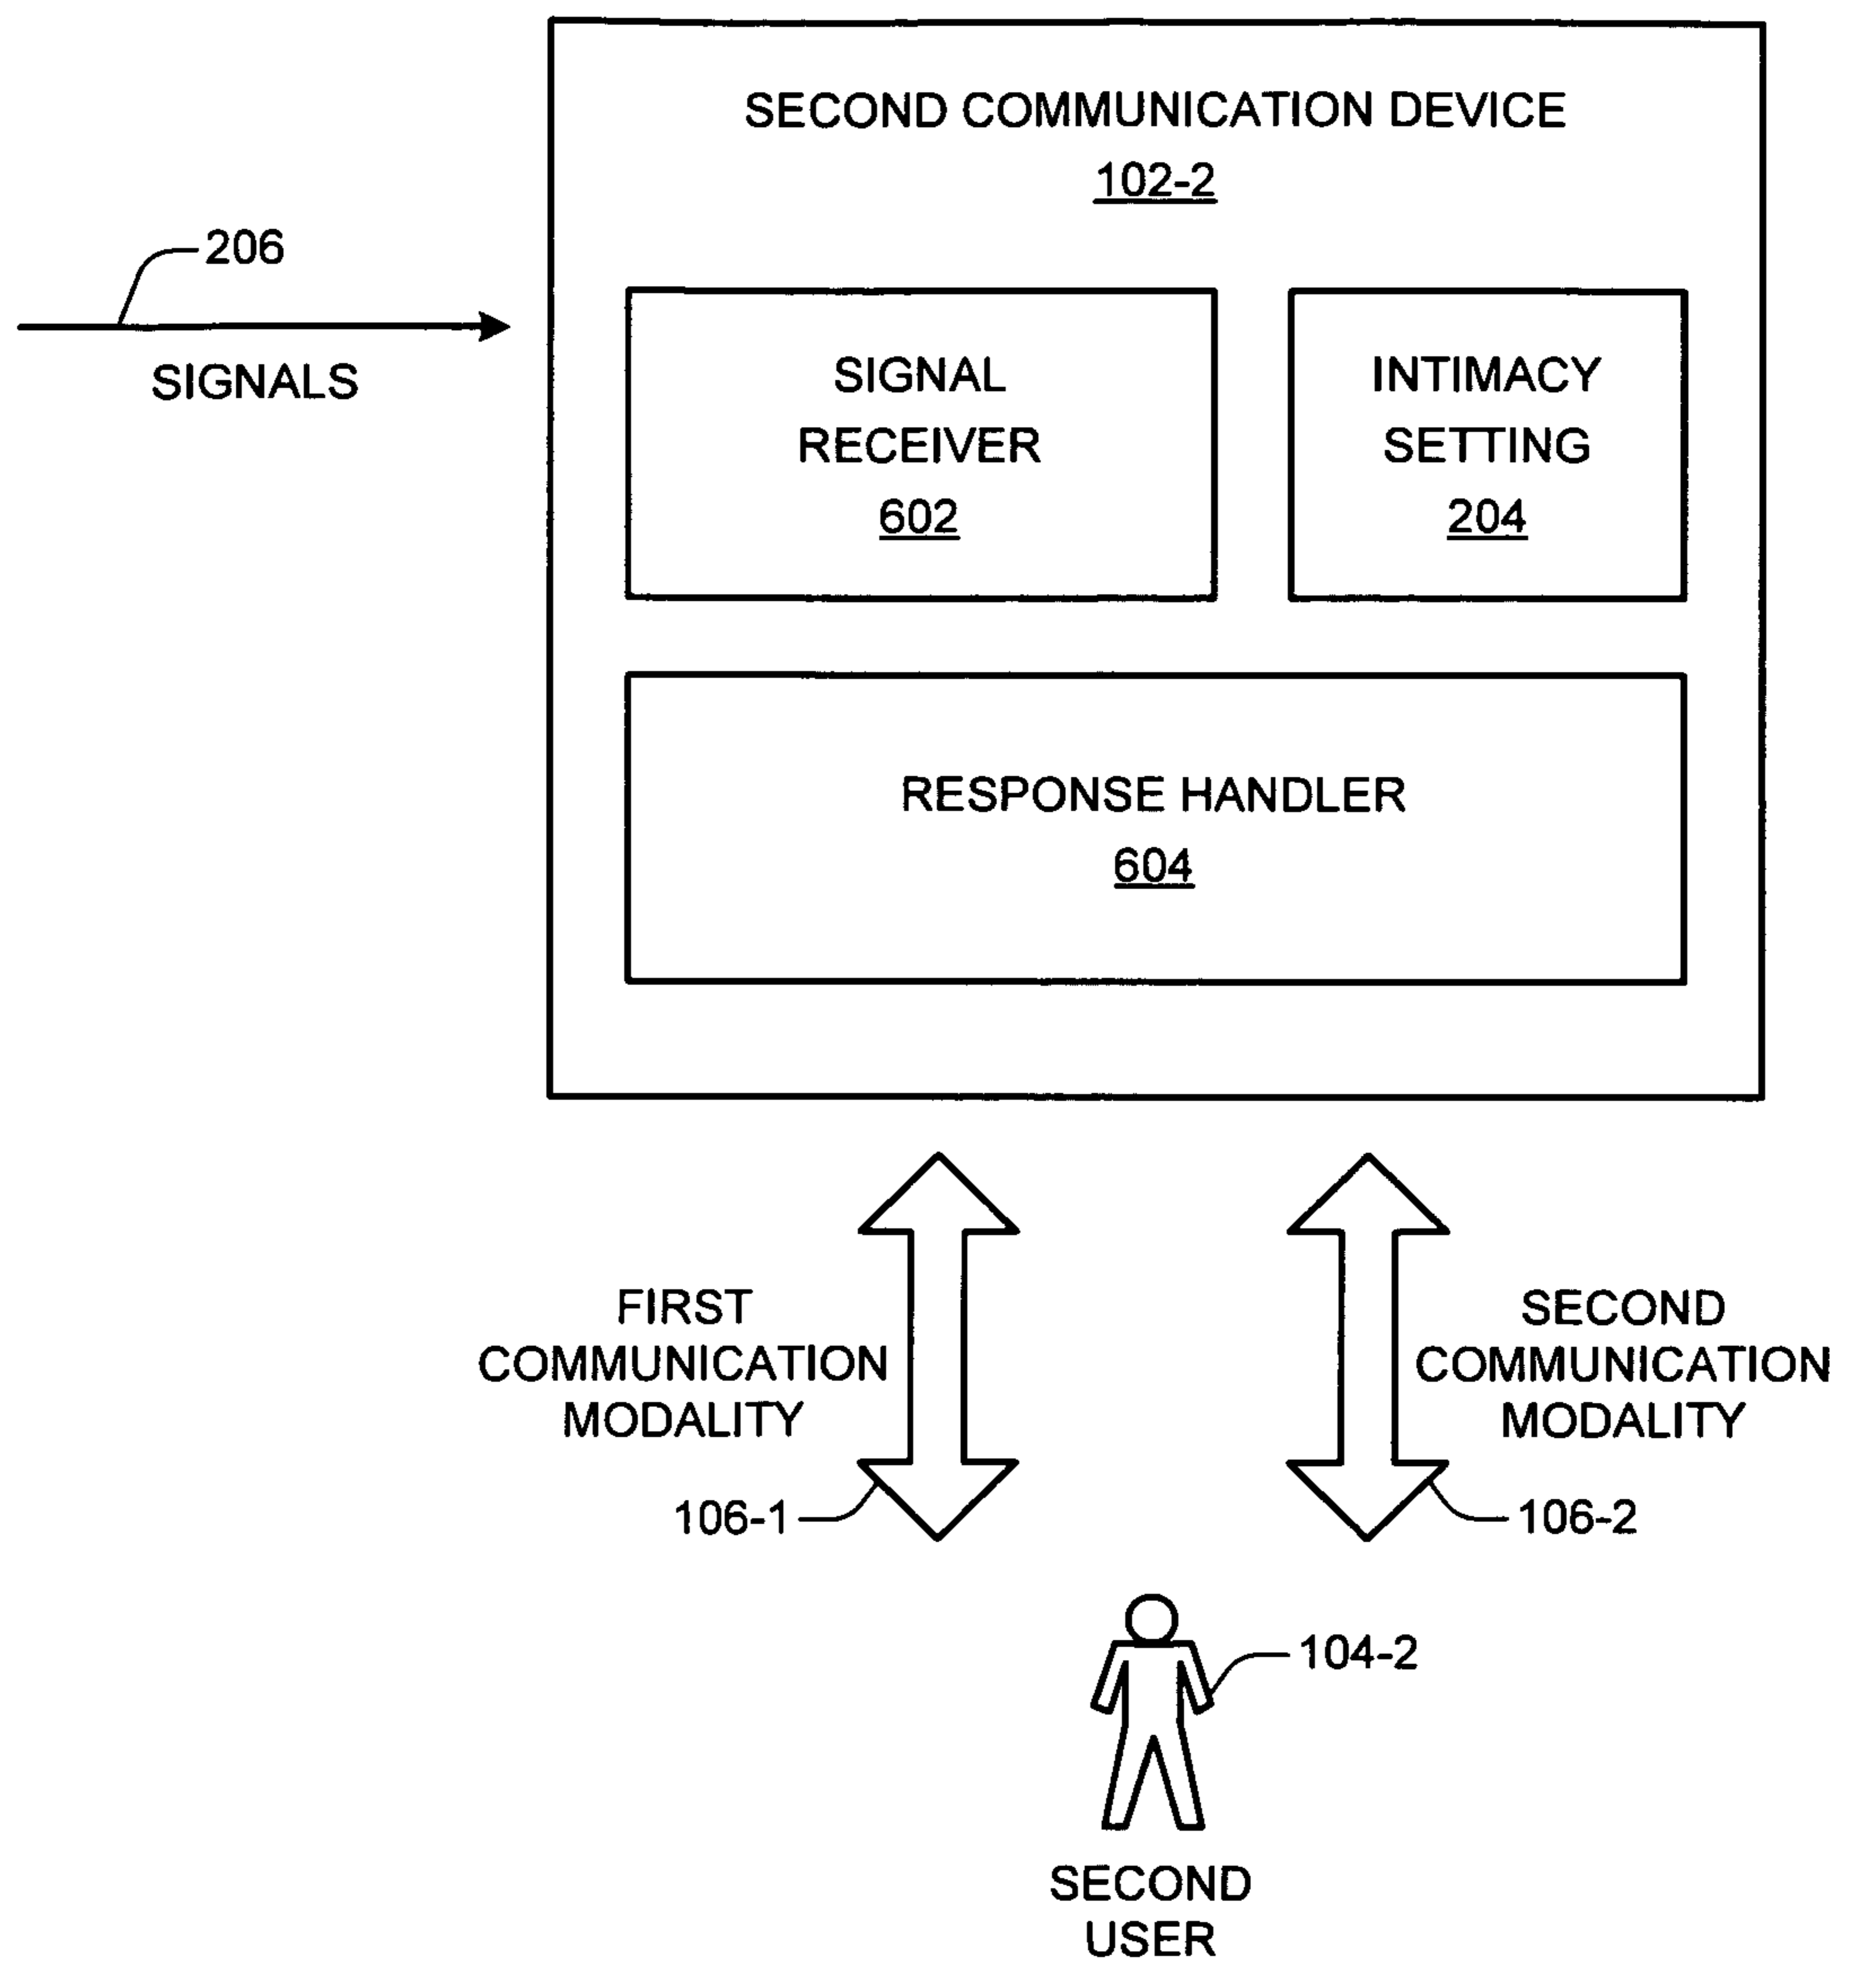 SECOND COMMUNICATION DEVICE
102-2
206
SIGNALS
SIGNAL
RECEIVER
602
INTIMACY
SETTING
204
RESPONSE HANDLER
604
FIRST
COMMUNICATION
MODALITY
106-1
SECOND
COMMUNICATION
MODALITY
106-2
104-2
SECOND
USER